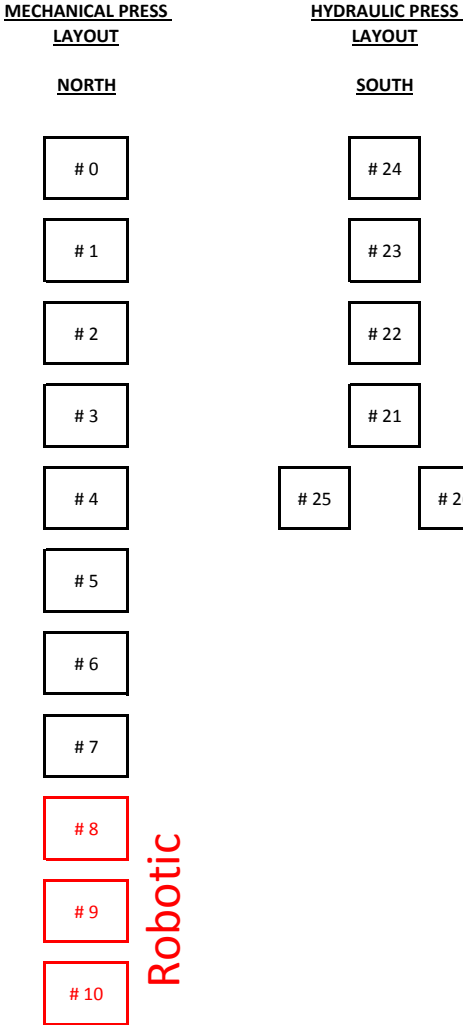 MECHANICAL PRESS
LAYOUT
NORTH
# 0
# 1
# 2
# 3
# 4
# 5
# 6
# 7
# 8
# 9
# 10
Robotic
HYDRAULIC PRESS
LAYOUT
SOUTH
# 24
# 23
# 22
# 21
# 25